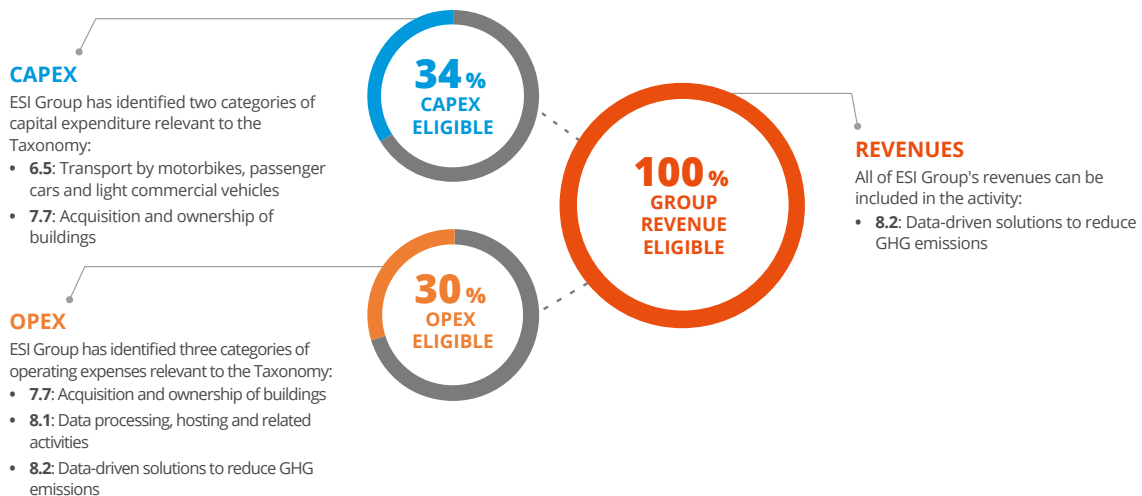 CAPEX
ESI Group has identified two categories of
capital expenditure relevant to the
Taxonomy:
• 6.5: Transport by motorbikes, passenger
cars and light commercial vehicles
• 7.7: Acquisition and ownership of
buildings
34 %
CAPEX
ELIGIBLE
OPEX
ESI Group has identified three categories of
operating expenses relevant to the Taxonomy:
• 7.7: Acquisition and ownership of buildings
• 8.1: Data processing, hosting and related
activities
• 8.2: Data-driven solutions to reduce GHG
emissions
30 %
OPEX
ELIGIBLE
100 %
GROUP
REVENUE
ELIGIBLE
REVENUES
All of ESI Group's revenues can be
included in the activity:
• 8.2: Data-driven solutions to reduce
GHG emissions